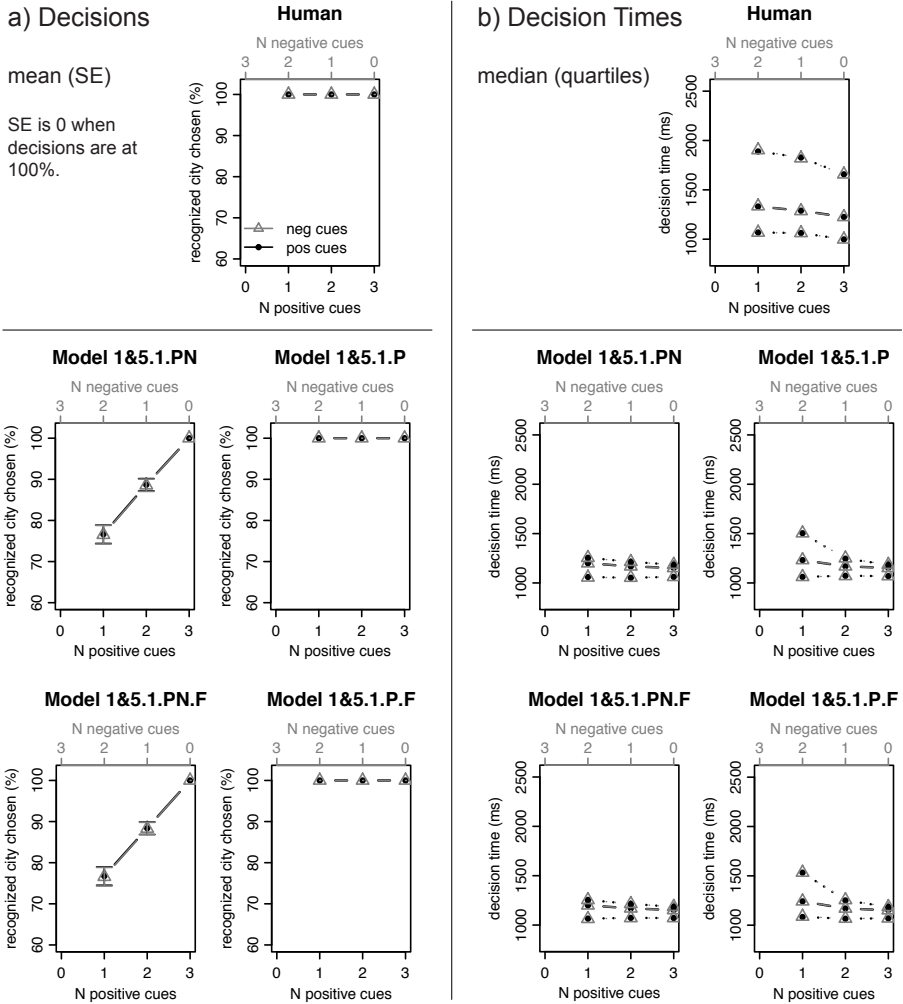 a) Decisions
Human
N negative cues
3 2 1 0
mean (SE)
SE is 0 when
decisions are at
100%.
recognized city chosen (%)
60 70 80 90 100
neg cues
pos cues
0 1 2 3
N positive cues
b) Decision Times
Human
N negative cues
3 2 1 0
median (quartiles)
decision time (ms)
1000 1500 2000 2500
0 1 2 3
N positive cues
Model 1&5.1.PN
N negative cues
3 2 1 0
recognized city chosen (%)
60 70 80 90 100
0 1 2 3
N positive cues
Model 1&5.1.P
N negative cues
3 2 1 0
recognized city chosen (%)
60 70 80 90 100
0 1 2 3
N positive cues
Model 1&5.1.PN
N negative cues
3 2 1 0
decision time (ms)
1000 1500 2000 2500
0 1 2 3
N positive cues
Model 1&5.1.P
N negative cues
3 2 1 0
decision time (ms)
1000 1500 2000 2500
0 1 2 3
N positive cues
Model 1&5.1.PN.F
N negative cues
3 2 1 0
recognized city chosen (%)
60 70 80 90 100
0 1 2 3
N positive cues
Model 1&5.1.P.F
N negative cues
3 2 1 0
recognized city chosen (%)
60 70 80 90 100
0 1 2 3
N positive cues
Model 1&5.1.PN.F
N negative cues
3 2 1 0
decision time (ms)
1000 1500 2000 2500
0 1 2 3
N positive cues
Model 1&5.1.P.F
N negative cues
3 2 1 0
decision time (ms)
1000 1500 2000 2500
0 1 2 3
N positive cues